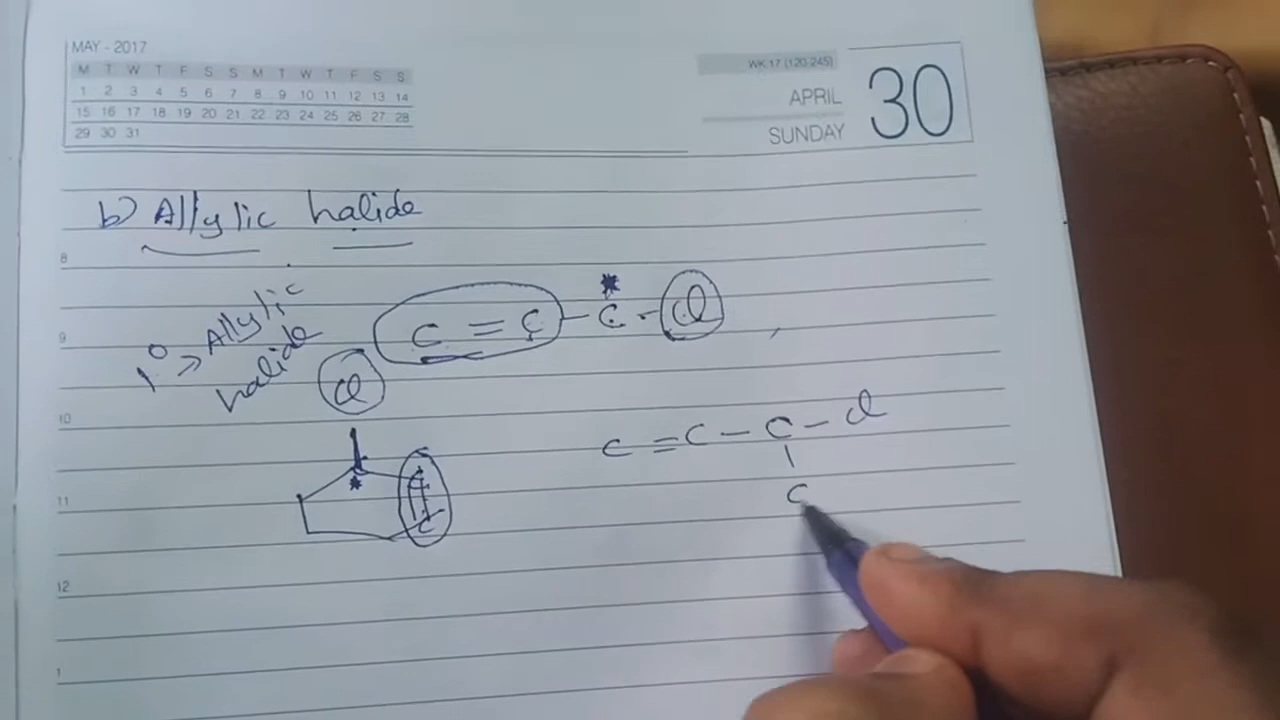 MAY - 2017
M T W T F S S M T W T F S S
1 2 3 4 5 6 7 8 9 10 11 12 13 14
15 16 17 18 19 20 21 22 23 24 25 26 27 28
29 30 31
WK 17 (120-245)
APRIL
SUNDAY
30
b) Allylic halide
8
C = C - C* - Cl
9
1° => Allylic
halide
Cl
10
C = C - C - Cl
C
*
C
11
C
12
1